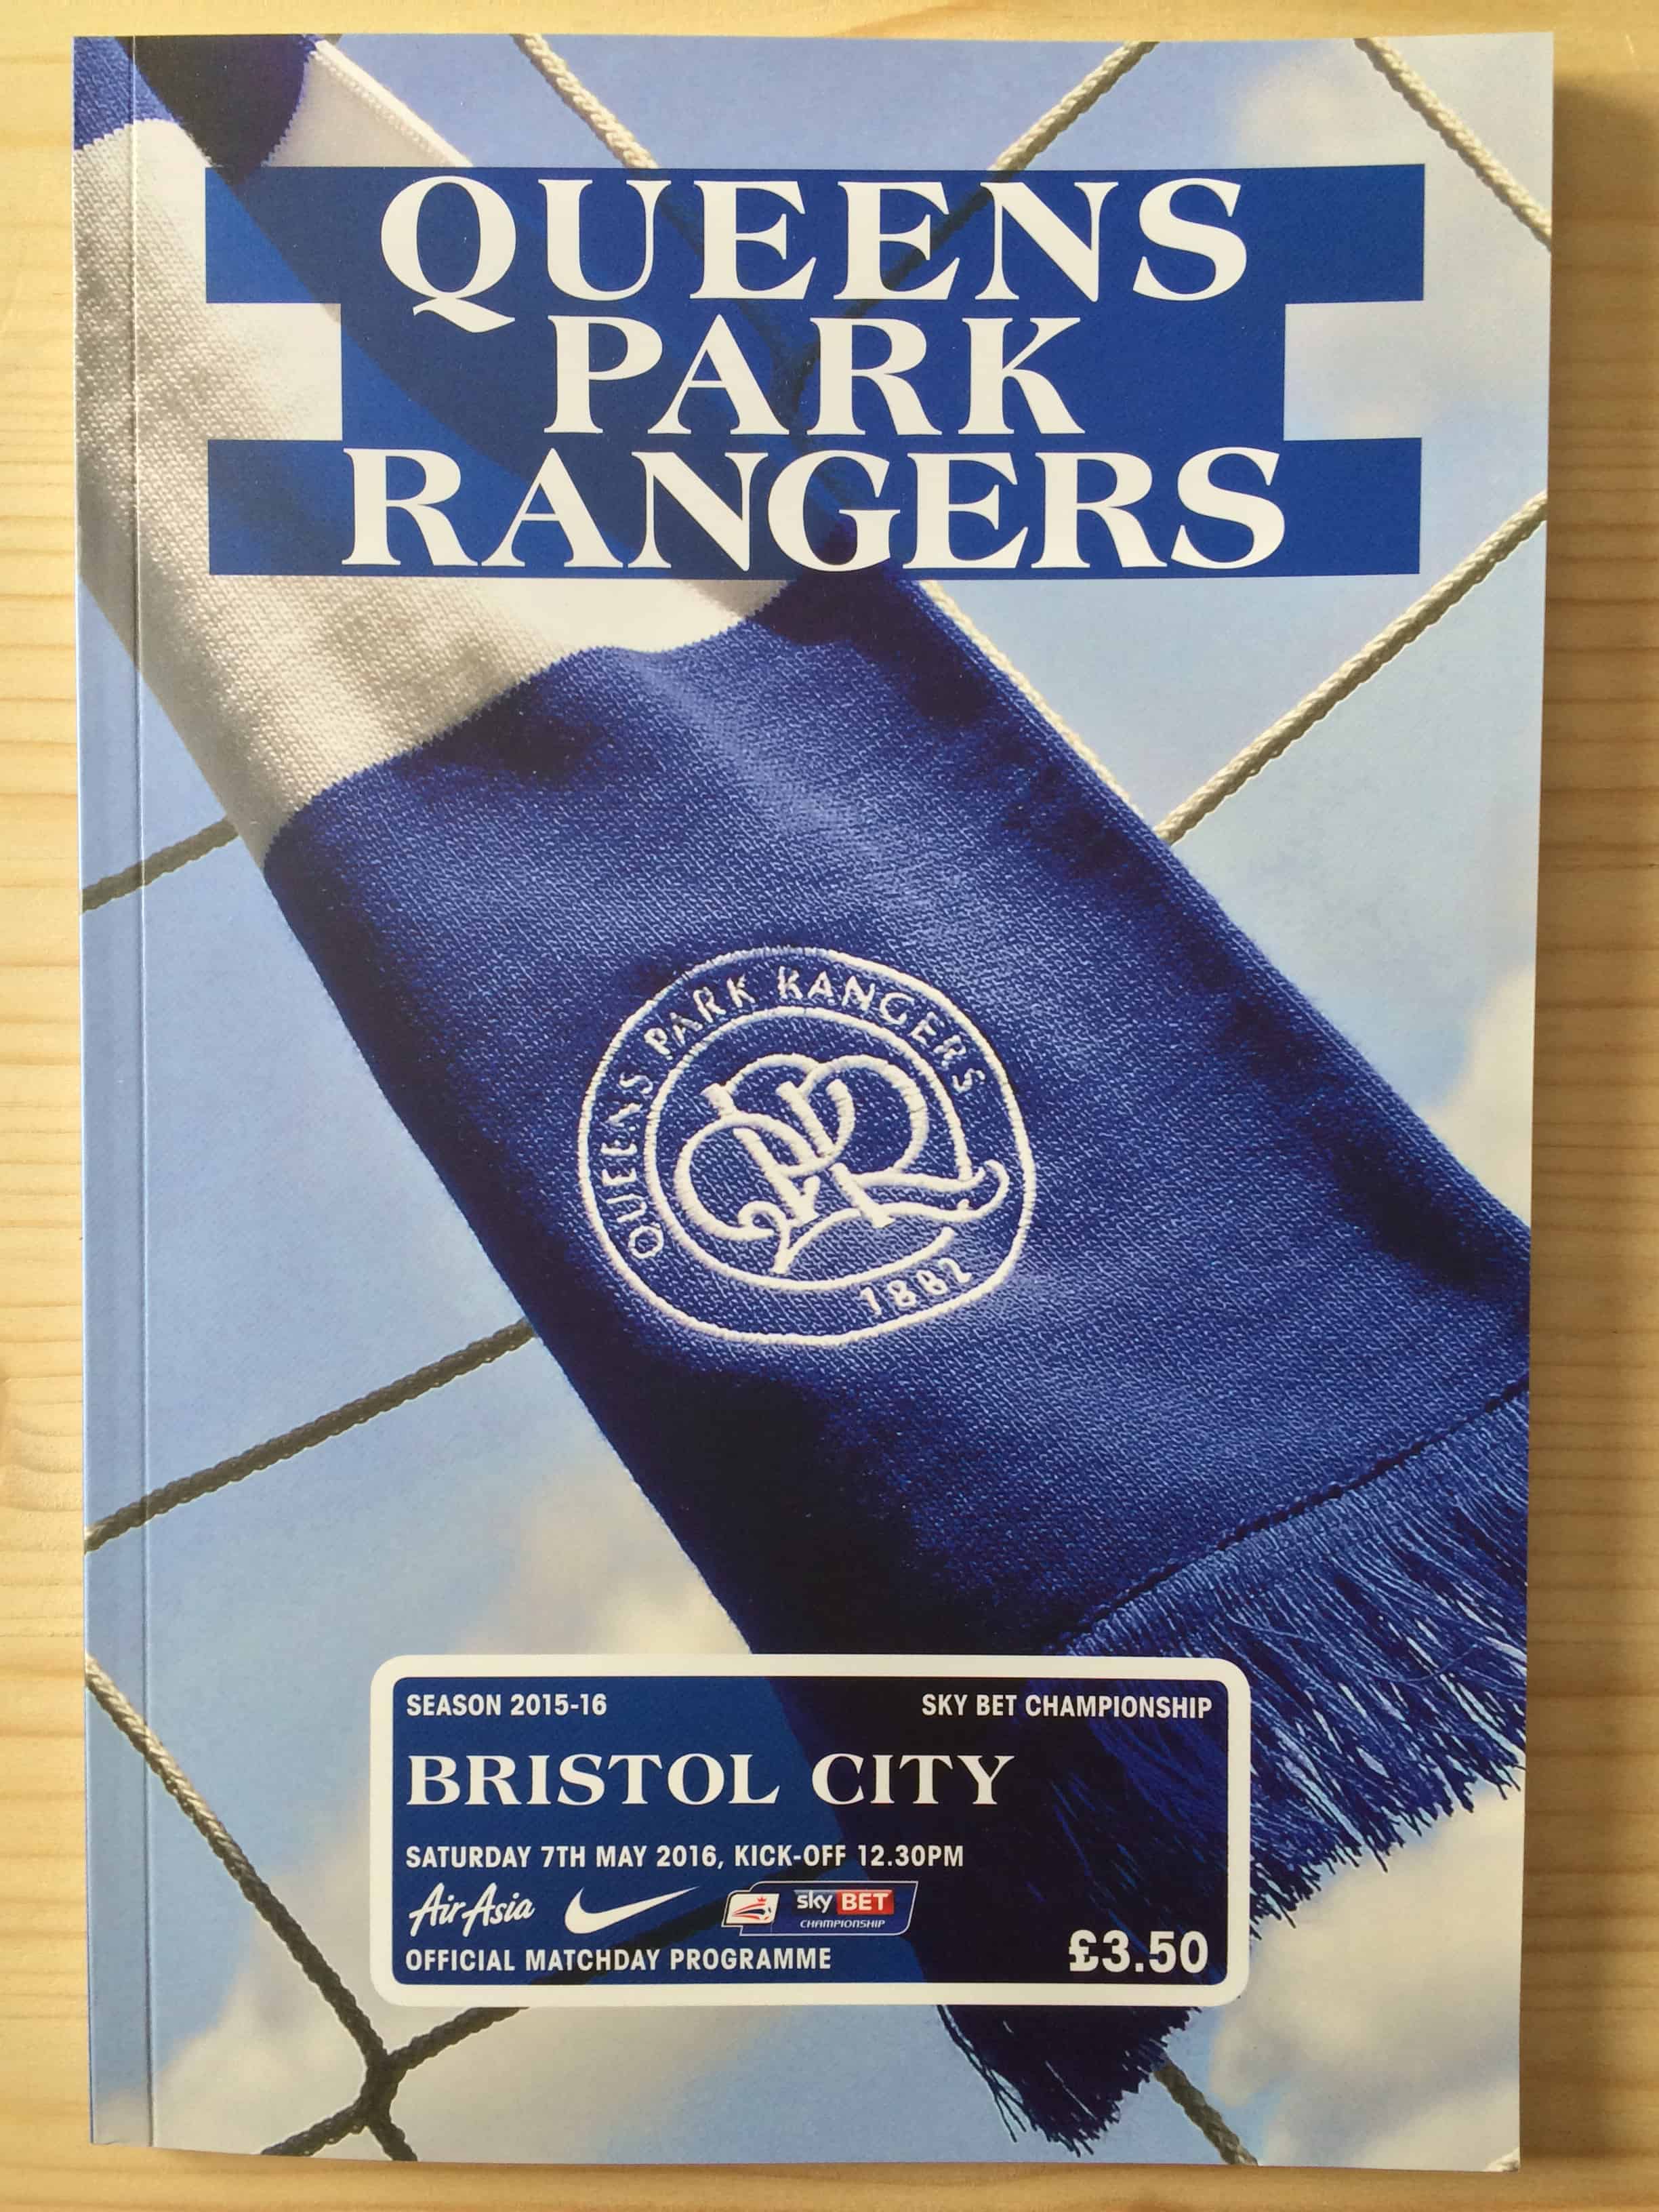 QUEENS
PARK
RANGERS
QUEENS PARK RANGERS
QPR
1882
SEASON 2015-16
SKY BET CHAMPIONSHIP
BRISTOL CITY
SATURDAY 7TH MAY 2016, KICK-OFF 12.30PM
AirAsia
sky BET
CHAMPIONSHIP
OFFICIAL MATCHDAY PROGRAMME
£3.50